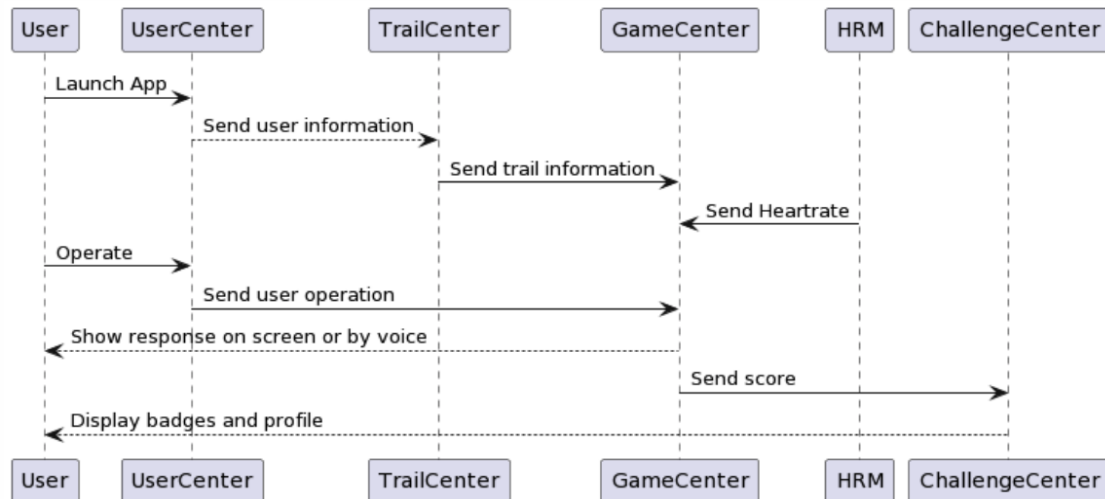 User UserCenter TrailCenter GameCenter HRM ChallengeCenter
Launch App
Send user information
Send trail information
Send Heartrate
Operate
Send user operation
Show response on screen or by voice
Send score
Display badges and profile
User UserCenter TrailCenter GameCenter HRM ChallengeCenter